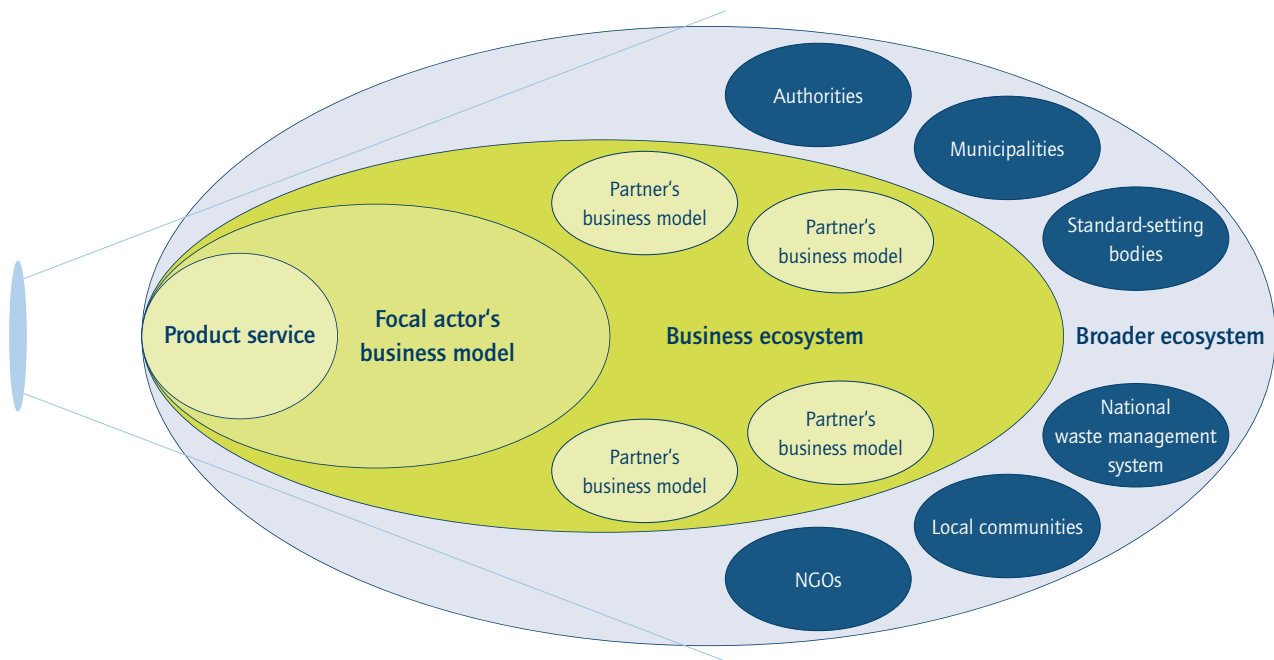 Authorities
Municipalities
Partner‘s
business model
Partner‘s
business model
Standard-setting
bodies
Product service
Focal actor‘s
business model
Business ecosystem
Broader ecosystem
Partner‘s
business model
Partner‘s
business model
National
waste management
system
Local communities
NGOs